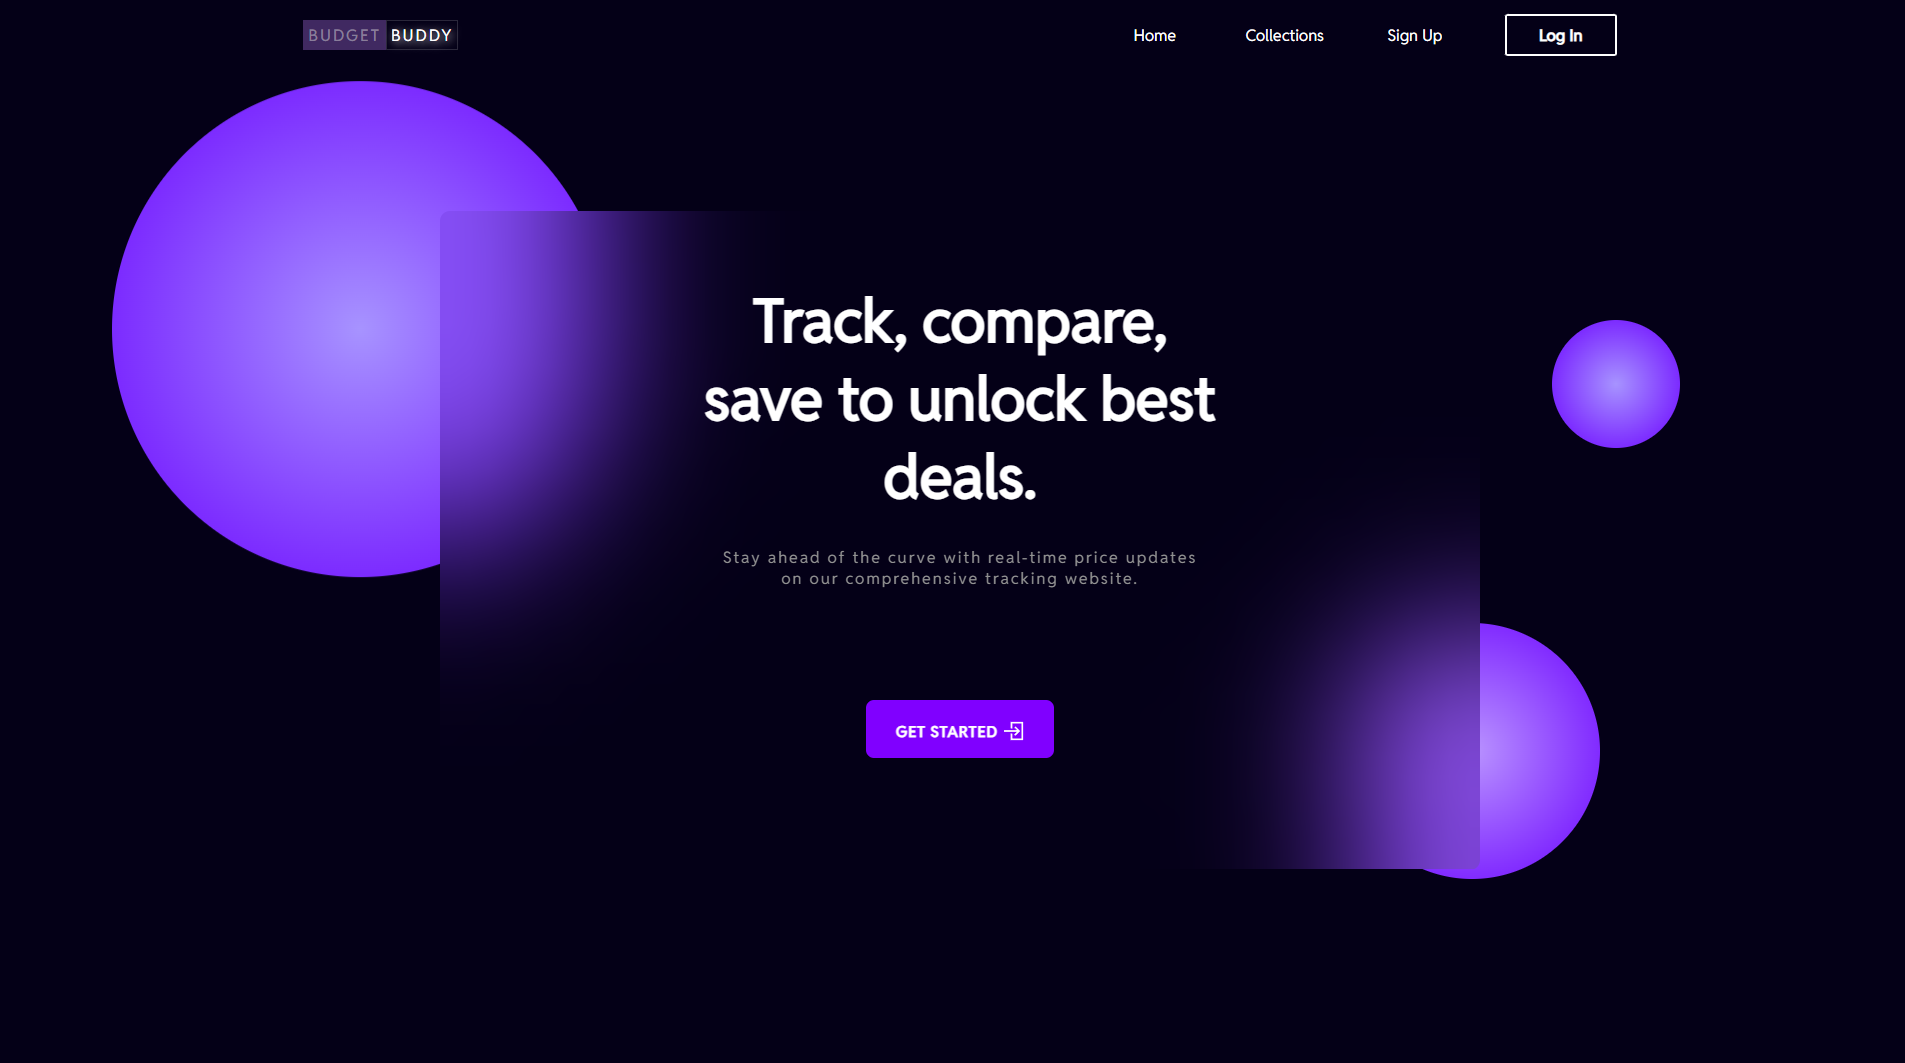 BUDGET BUDDY
Home Collections Sign Up Log In
Track, compare,
save to unlock best
deals.
Stay ahead of the curve with real-time price updates
on our comprehensive tracking website.
GET STARTED